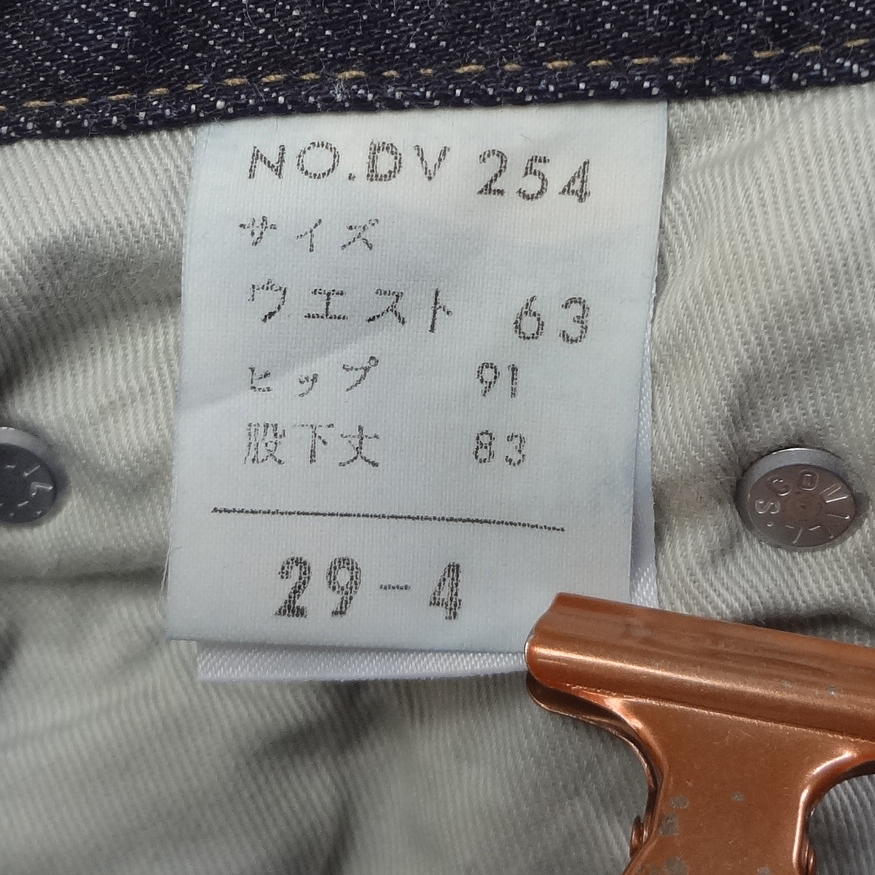 NO.DV 254
サイズ
ウエスト 63
ヒップ 91
股下丈 83
29-4